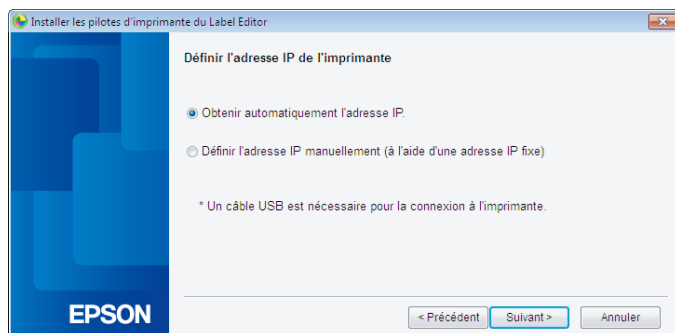 Installer les pilotes d'imprimante du Label Editor
Définir l'adresse IP de l'imprimante
Obtenir automatiquement l'adresse IP.
Définir l'adresse IP manuellement (à l'aide d'une adresse IP fixe)
* Un câble USB est nécessaire pour la connexion à l'imprimante.
EPSON
< Précédent Suivant > Annuler